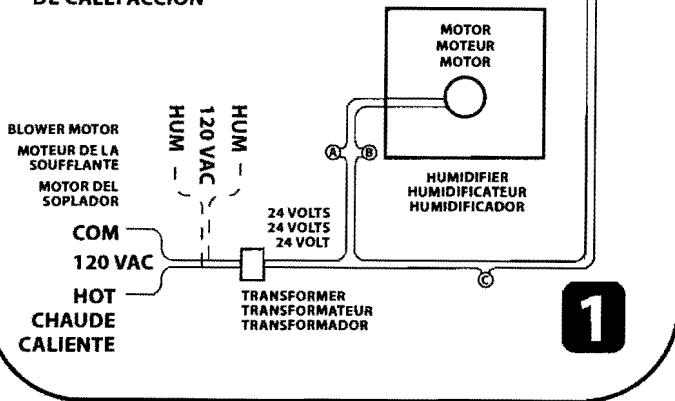 DE CALEFACCIÓN
MOTOR
MOTEUR
MOTOR
A
B
HUMIDIFIER
HUMIDIFICATEUR
HUMIDIFICADOR
HUM
120 VAC
HUM
BLOWER MOTOR
MOTEUR DE LA
SOUFFLANTE
MOTOR DEL
SOPLADOR
24 VOLTS
24 VOLTS
24 VOLT
COM
120 VAC
HOT
CHAUDE
CALIENTE
TRANSFORMER
TRANSFORMATEUR
TRANSFORMADOR
C
1